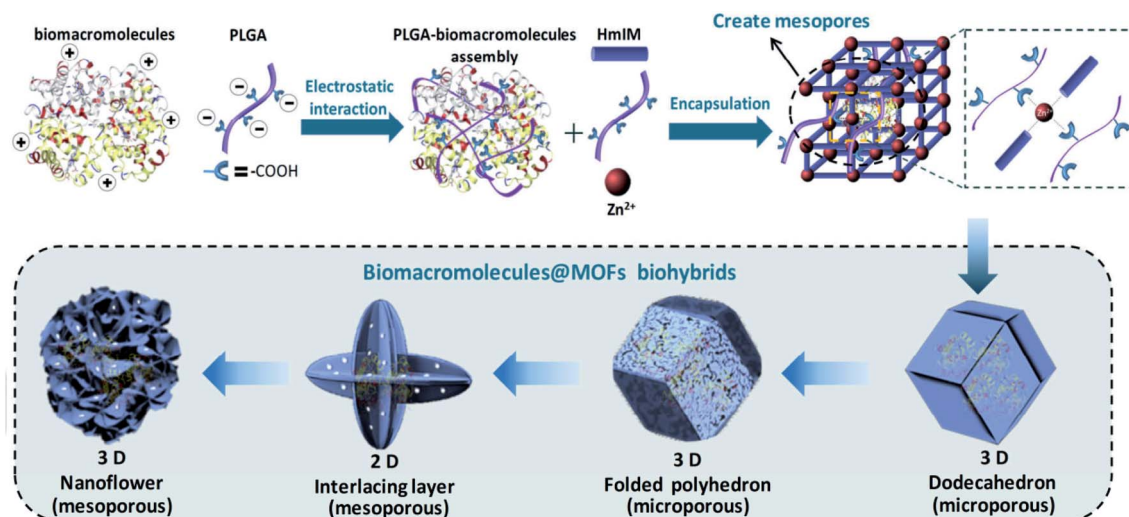 biomacromolecules
PLGA
Electrostatic
interaction
= -COOH
PLGA-biomacromolecules
assembly
HmIM
+
Zn²⁺
Encapsulation
Create mesopores
Zn²⁺
Biomacromolecules@MOFs biohybrids
3 D
Nanoflower
(mesoporous)
2 D
Interlacing layer
(mesoporous)
3 D
Folded polyhedron
(microporous)
3 D
Dodecahedron
(microporous)